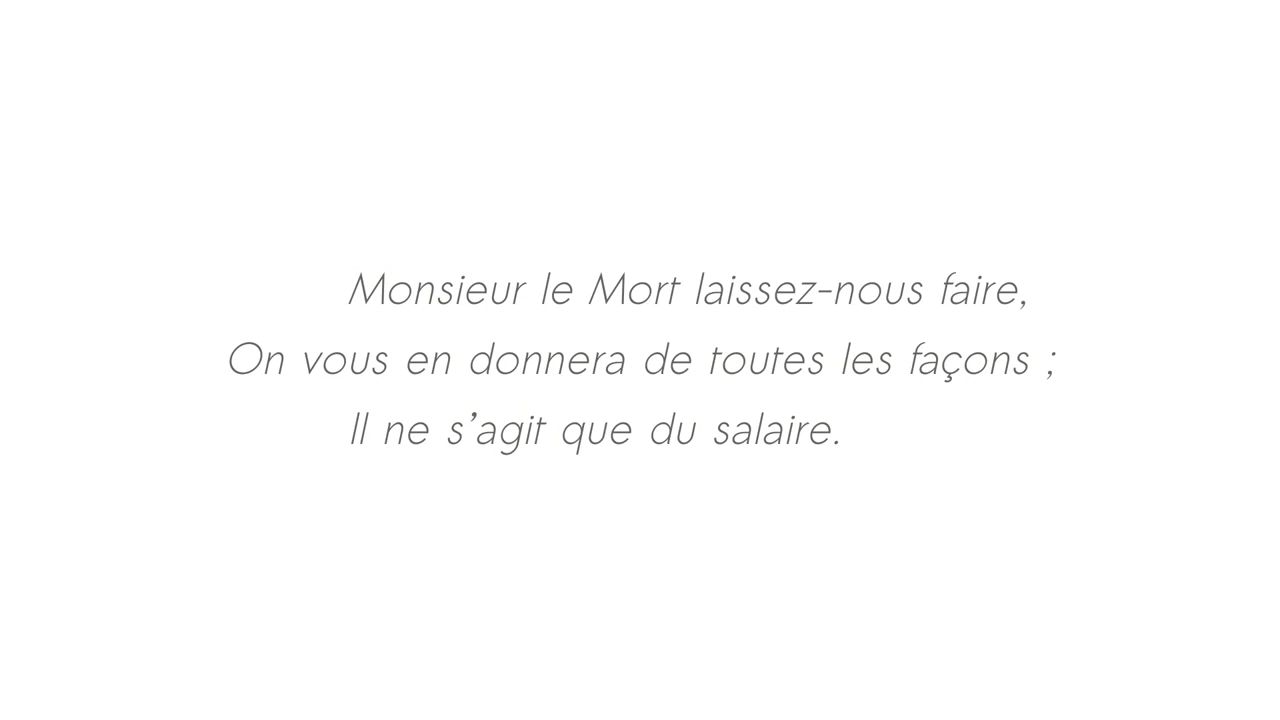 Monsieur le Mort laissez-nous faire,
On vous en donnera de toutes les façons ;
Il ne s’agit que du salaire.